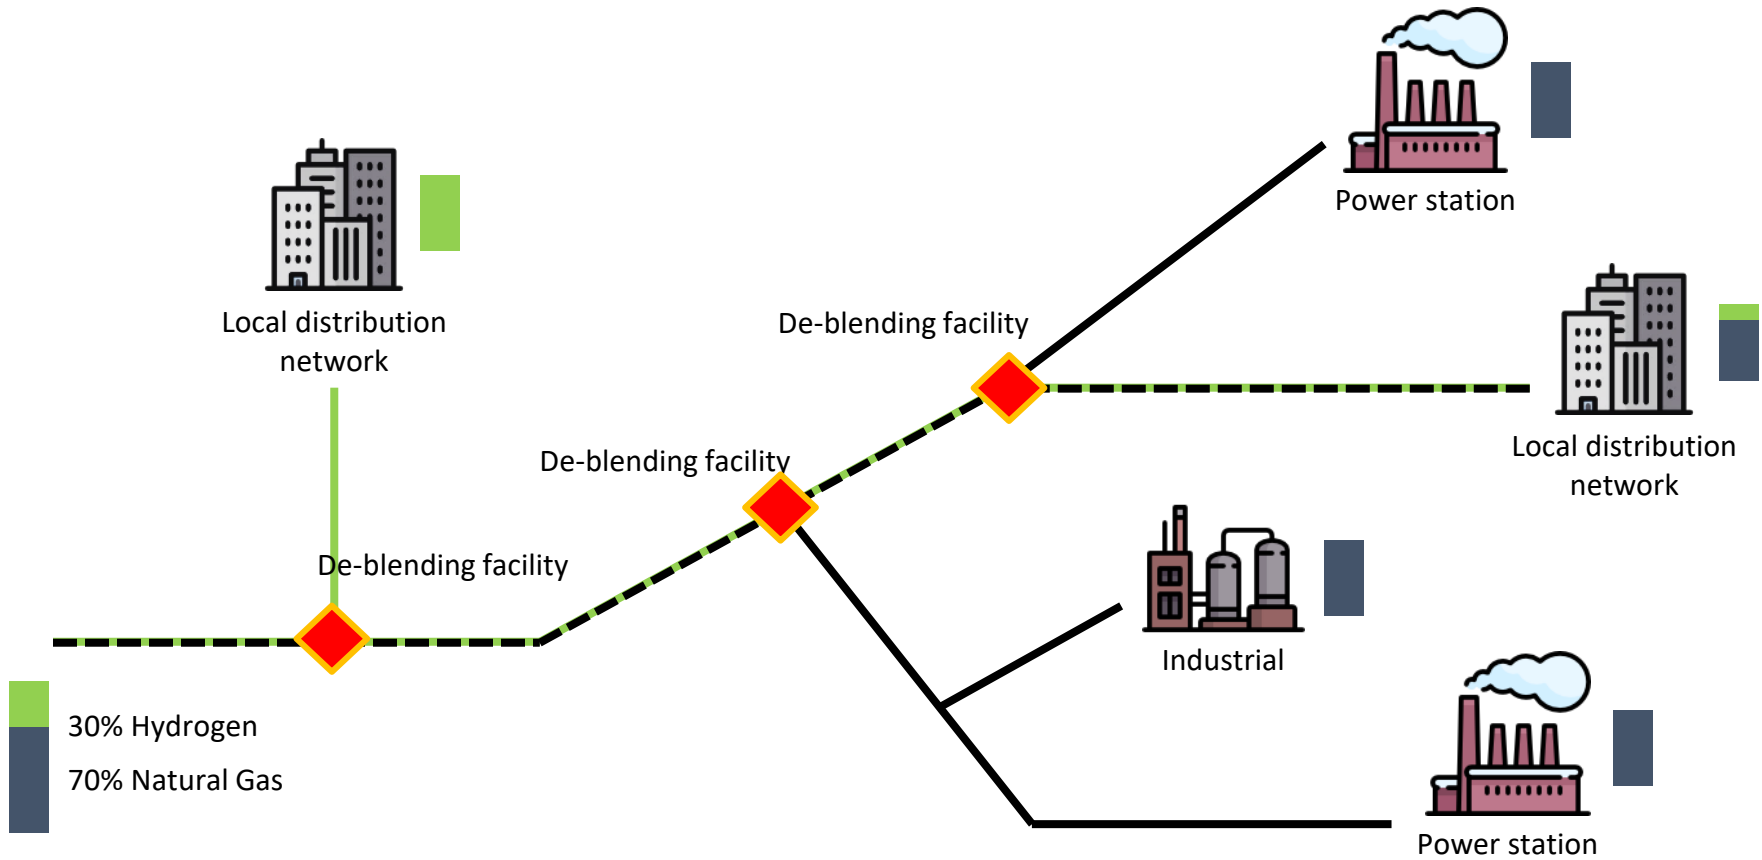 Power station
Local distribution
network
De-blending facility
Local distribution
network
De-blending facility
De-blending facility
Industrial
30% Hydrogen
70% Natural Gas
Power station